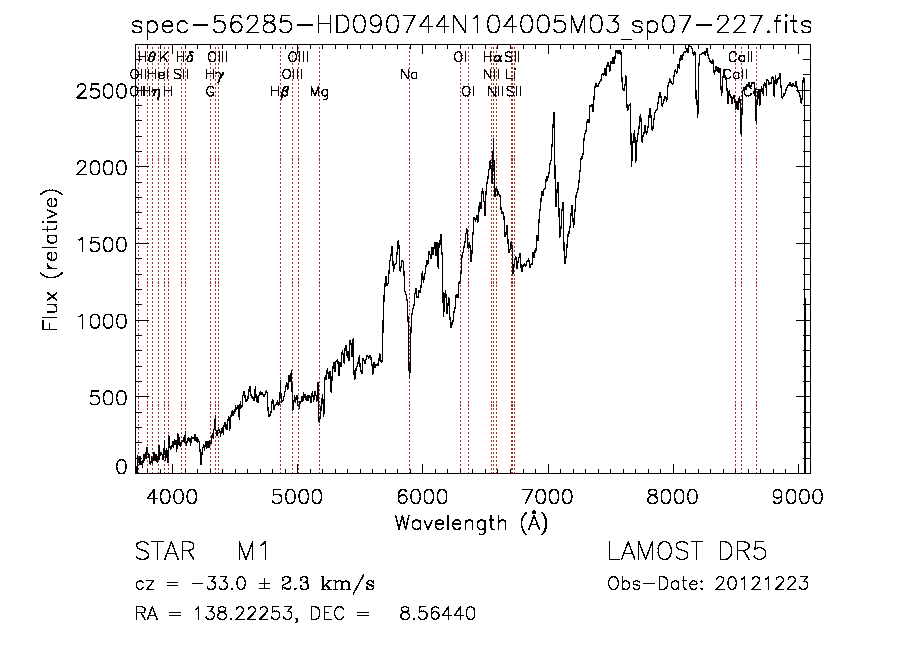 spec-56285-HD090744N104005M03_sp07-227.fits
Hθ K Hδ OIII OIII OI Hα SII CaII
OII HeI SII Hγ OIII Na NII Li CaII
OII Hη H G Hβ Mg OI NII SII CaII
2500
2000
1500
1000
500
0
Flux (relative)
4000 5000 6000 7000 8000 9000
Wavelength (Å)
STAR M1 LAMOST DR5
cz = −33.0 ± 2.3 km/s Obs−Date: 20121223
RA = 138.22253, DEC = 8.56440